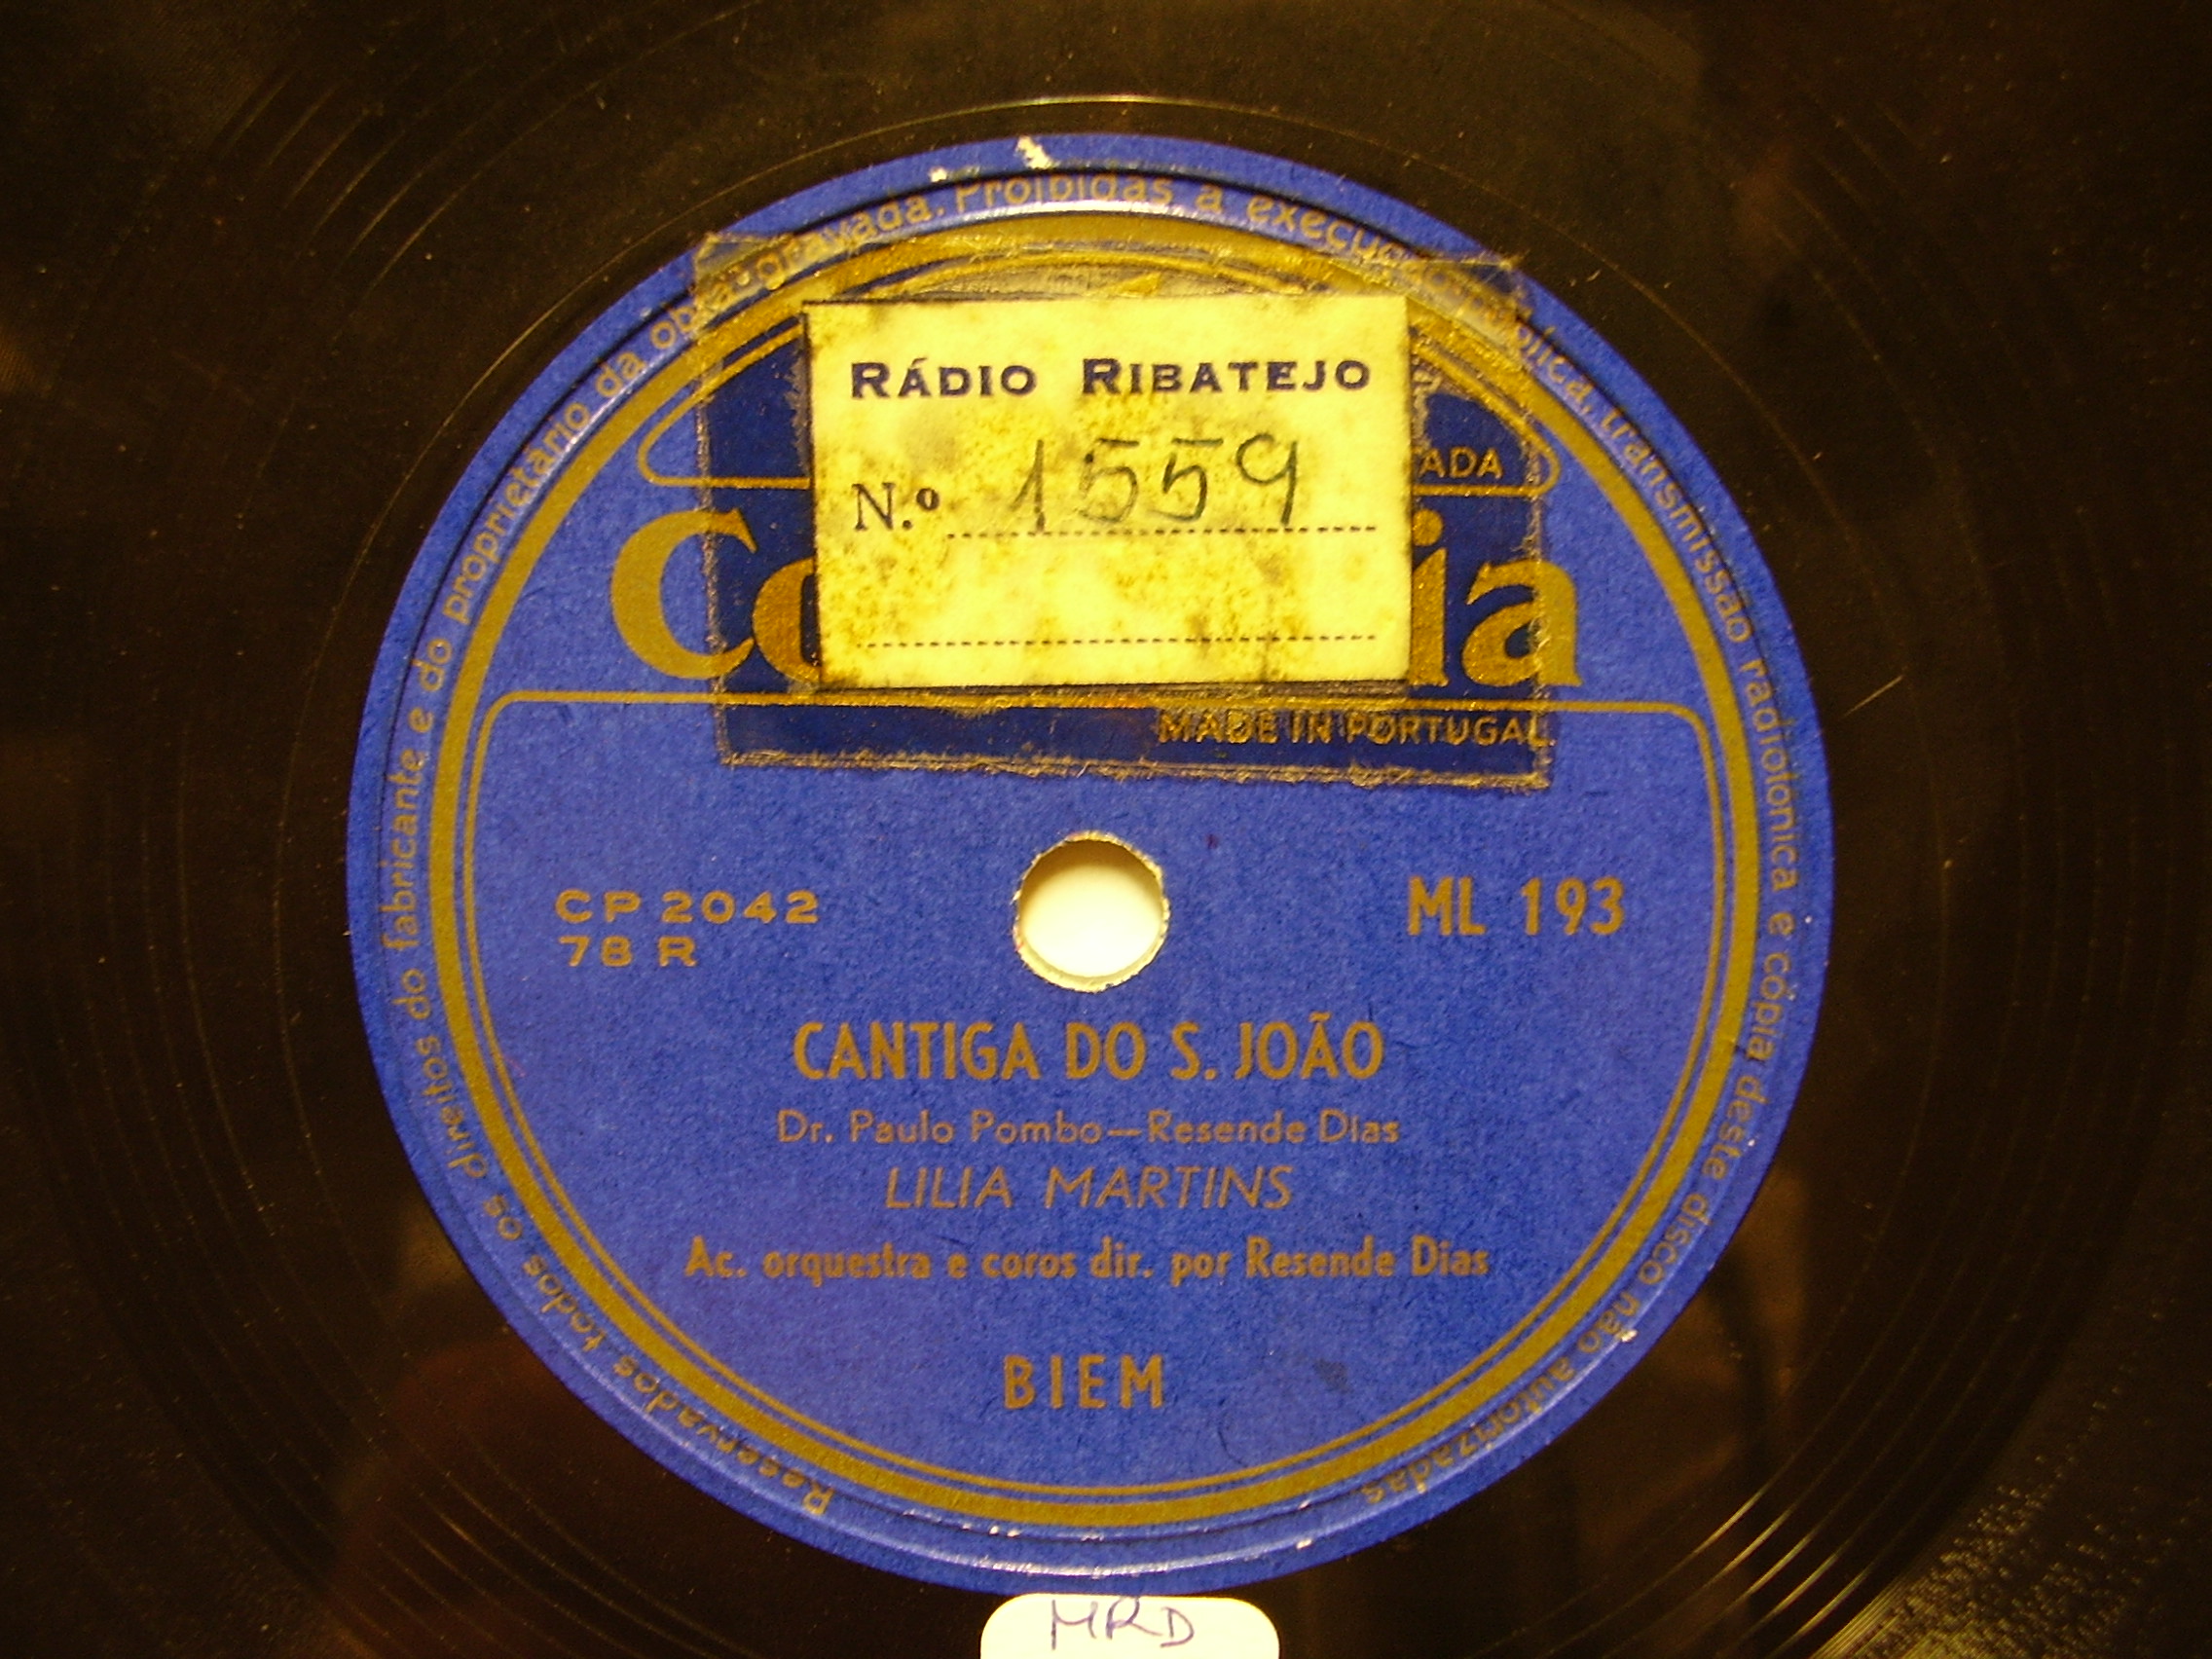 Reservados todos os direitos do fabricante e do proprietário da obra gravada. Proibidas a execução pública, transmissão radiofónica e cópia deste disco não autorizadas.
RÁDIO RIBATEJO
N.º 1559
ADA
MADE IN PORTUGAL
CP 2042
78 R
ML 193
CANTIGA DO S. JOÃO
Dr. Paulo Pombo—Resende Dias
LILIA MARTINS
Ac. orquestra e coros dir. por Resende Dias
BIEM
MRD